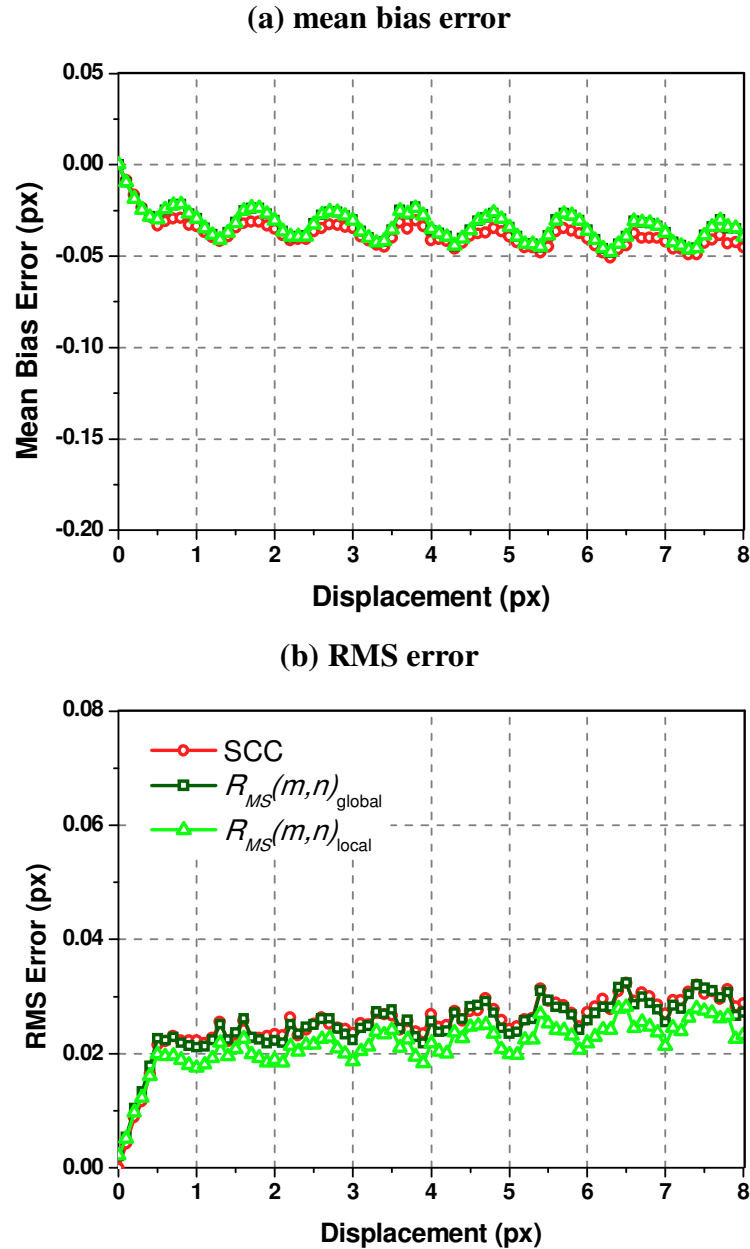 (a) mean bias error
0.05
0.00
-0.05
-0.10
-0.15
-0.20
Mean Bias Error (px)
0 1 2 3 4 5 6 7 8
Displacement (px)
(b) RMS error
0.08
0.06
0.04
0.02
0.00
RMS Error (px)
SCC
R_MS(m,n)_global
R_MS(m,n)_local
0 1 2 3 4 5 6 7 8
Displacement (px)